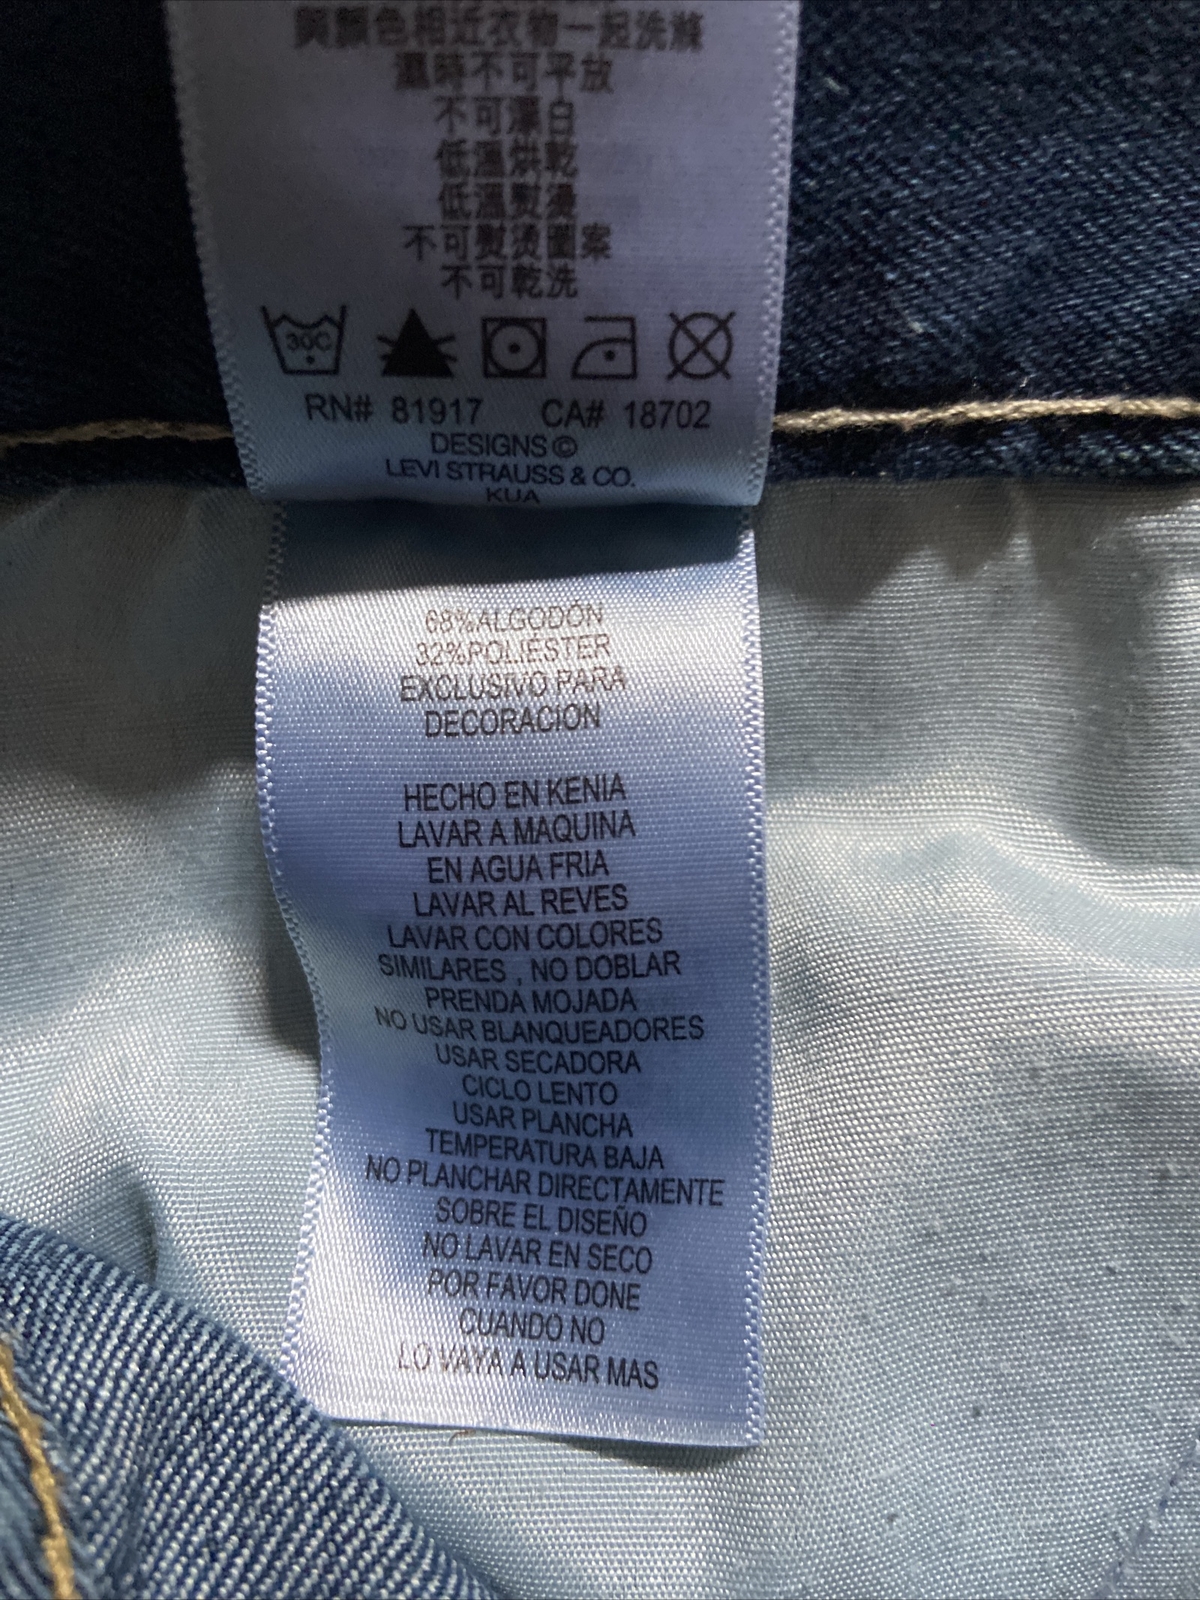 與顏色相近衣物一起洗滌
濕時不可平放
不可漂白
低溫烘乾
低溫熨燙
不可熨燙圖案
不可乾洗
30C
RN# 81917 CA# 18702
DESIGNS©
LEVI STRAUSS & CO.
KUA
68%ALGODÓN
32%POLIÉSTER
EXCLUSIVO PARA
DECORACION
HECHO EN KENIA
LAVAR A MAQUINA
EN AGUA FRIA
LAVAR AL REVES
LAVAR CON COLORES
SIMILARES , NO DOBLAR
PRENDA MOJADA
NO USAR BLANQUEADORES
USAR SECADORA
CICLO LENTO
USAR PLANCHA
TEMPERATURA BAJA
NO PLANCHAR DIRECTAMENTE
SOBRE EL DISEÑO
NO LAVAR EN SECO
POR FAVOR DONE
CUANDO NO
LO VAYA A USAR MAS